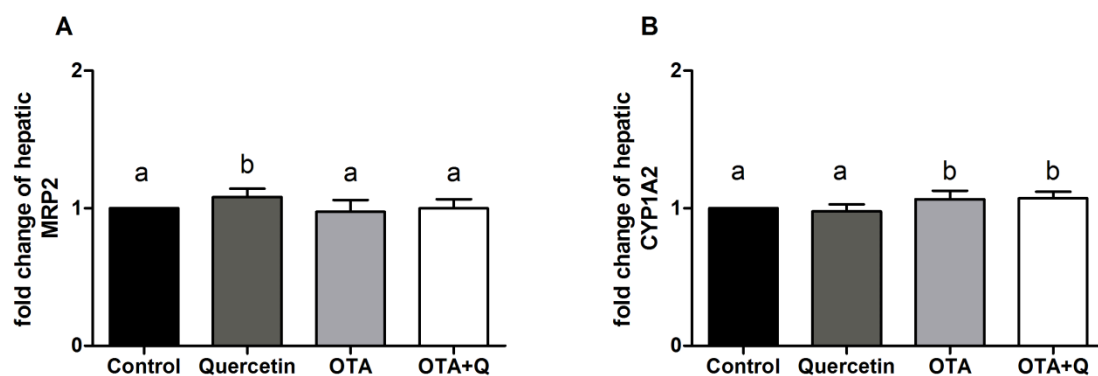 A
fold change of hepatic
MRP2
2
1
0
a
b
a
a
Control
Quercetin
OTA
OTA+Q
B
fold change of hepatic
CYP1A2
2
1
0
a
a
b
b
Control
Quercetin
OTA
OTA+Q